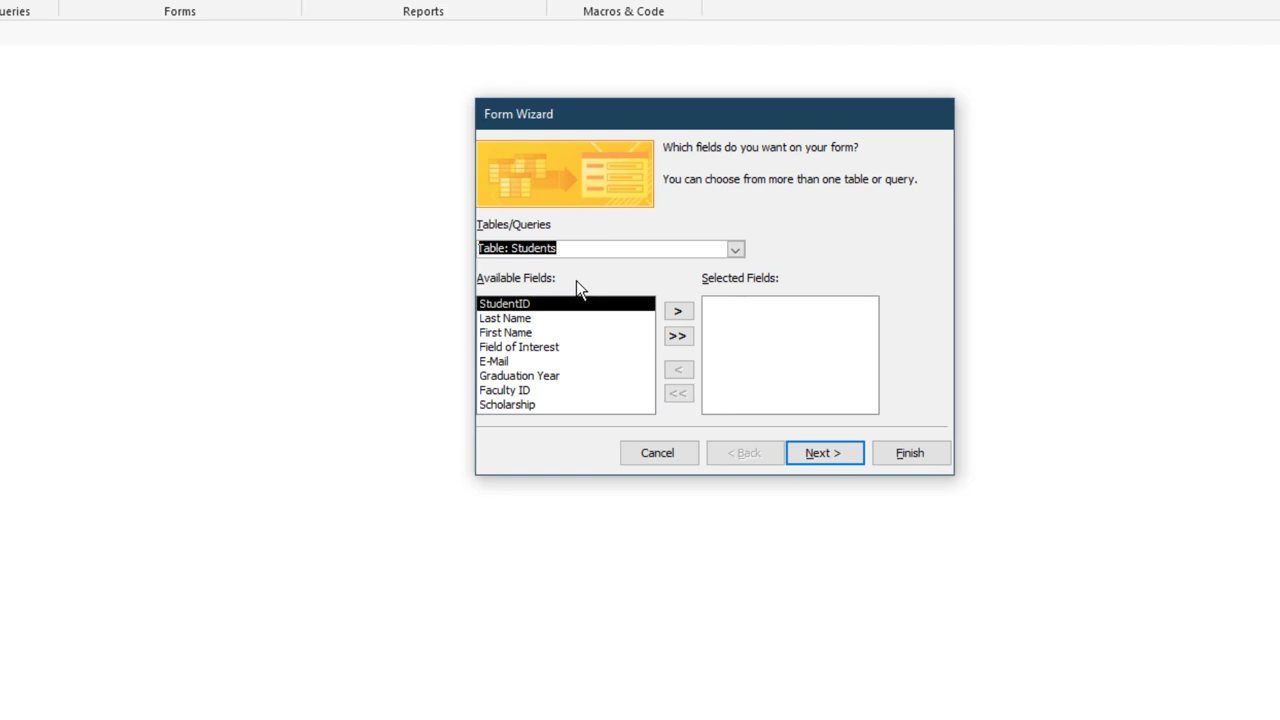 ueries
Forms
Reports
Macros & Code
Form Wizard
Which fields do you want on your form?
You can choose from more than one table or query.
Tables/Queries
Table: Students
Available Fields:
Selected Fields:
StudentID
Last Name
First Name
Field of Interest
E-Mail
Graduation Year
Faculty ID
Scholarship
>
>>
<
<<
Cancel
< Back
Next >
Finish